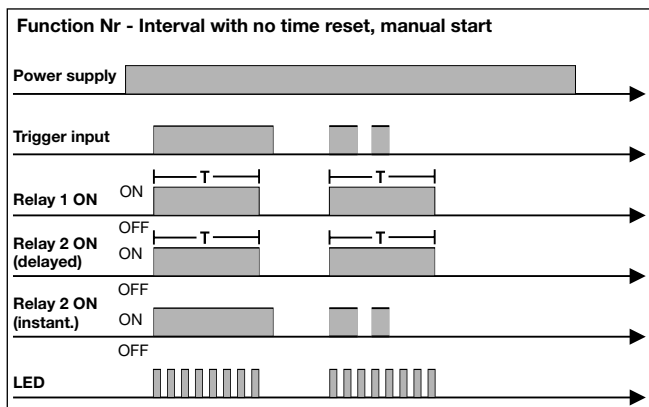 Function Nr - Interval with no time reset, manual start
Power supply
Trigger input
T T
Relay 1 ON ON
OFF
T T
Relay 2 ON
(delayed) ON
OFF
Relay 2 ON
(instant.) ON
OFF
LED